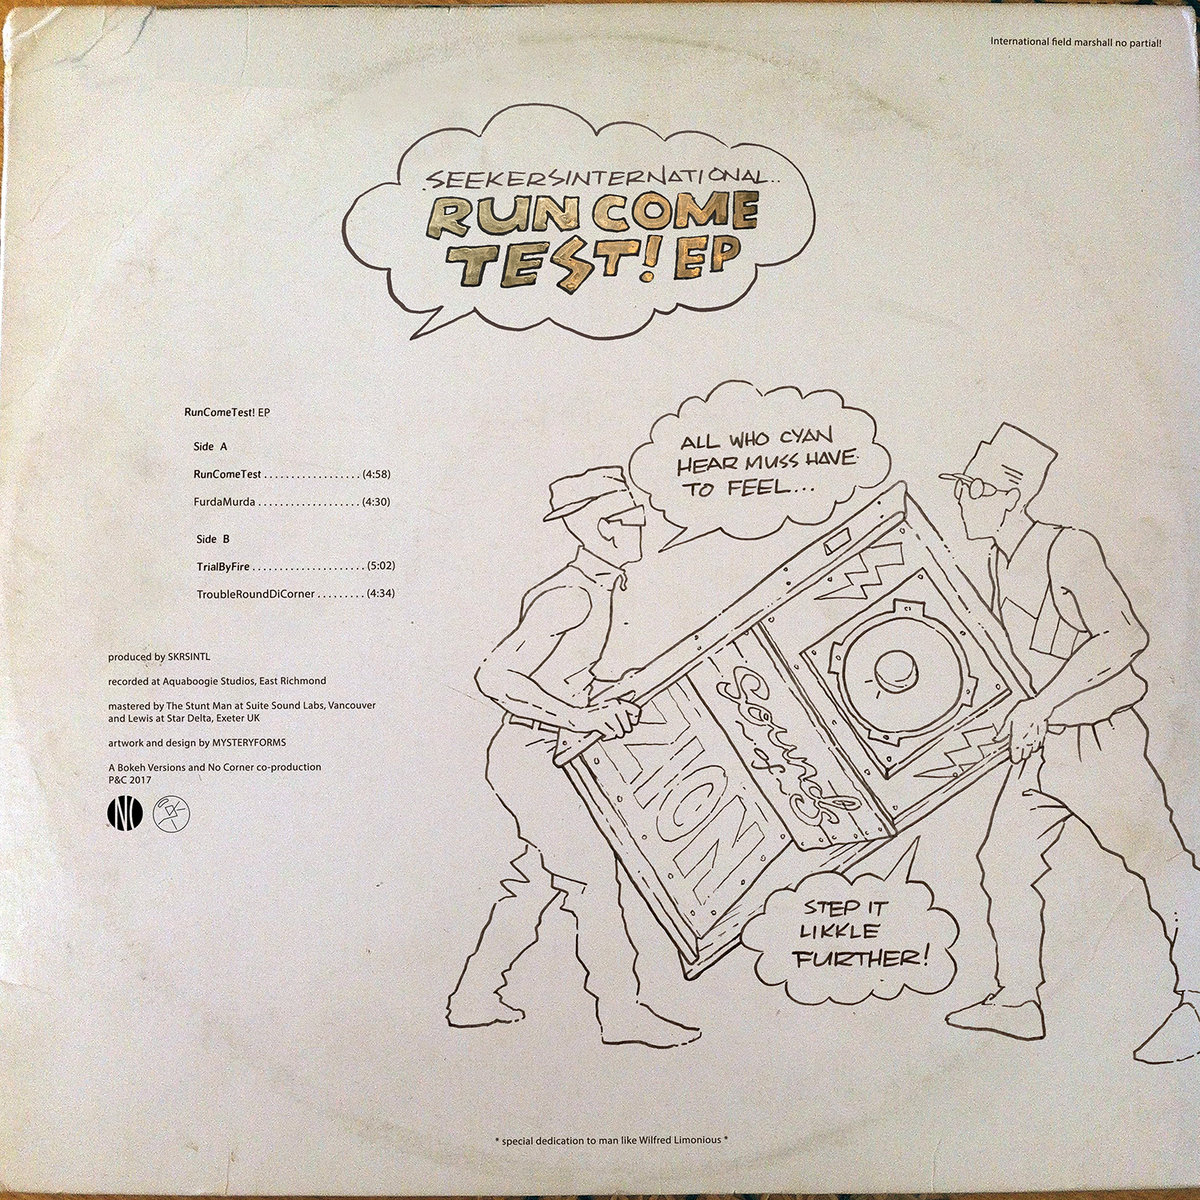 International field marshall no partial!
SEEKERSINTERNATIONAL..
RUN COME
TEST! EP
RunComeTest! EP
Side A
RunComeTest .................. (4:58)
FurdaMurda ................... (4:30)
Side B
TrialByFire ..................... (5:02)
TroubleRoundDiCorner ......... (4:34)
produced by SKRSINTL
recorded at Aquaboogie Studios, East Richmond
mastered by The Stunt Man at Suite Sound Labs, Vancouver
and Lewis at Star Delta, Exeter UK
artwork and design by MYSTERYFORMS
A Bokeh Versions and No Corner co-production
P&C 2017
NC
ALL WHO CYAN
HEAR MUSS HAVE
TO FEEL...
Sounds
of
ZION
STEP IT
LIKKLE
FURTHER!
* special dedication to man like Wilfred Limonious *